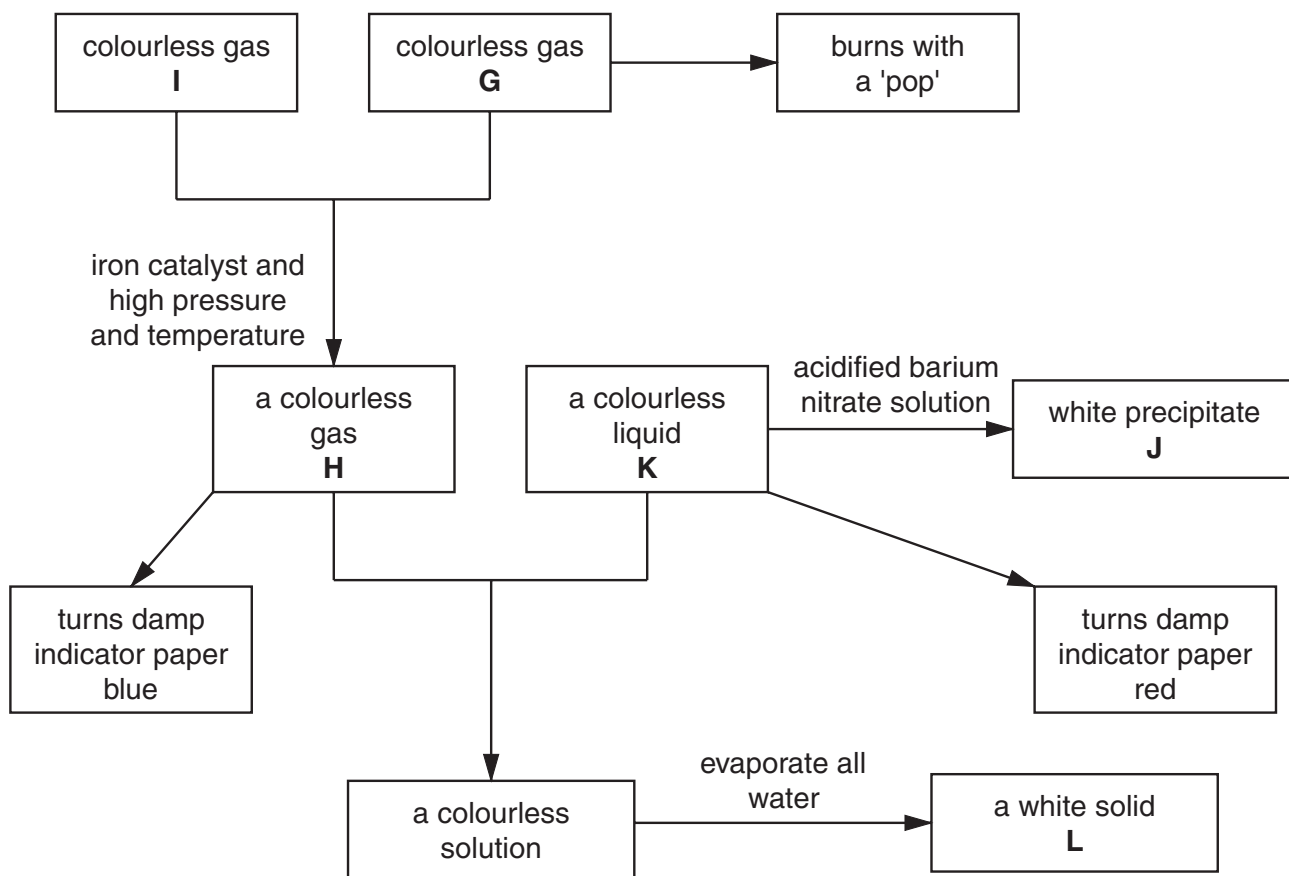 colourless gas
I
colourless gas
G
burns with
a 'pop'
iron catalyst and
high pressure
and temperature
a colourless
gas
H
a colourless
liquid
K
acidified barium
nitrate solution
white precipitate
J
turns damp
indicator paper
blue
turns damp
indicator paper
red
a colourless
solution
evaporate all
water
a white solid
L